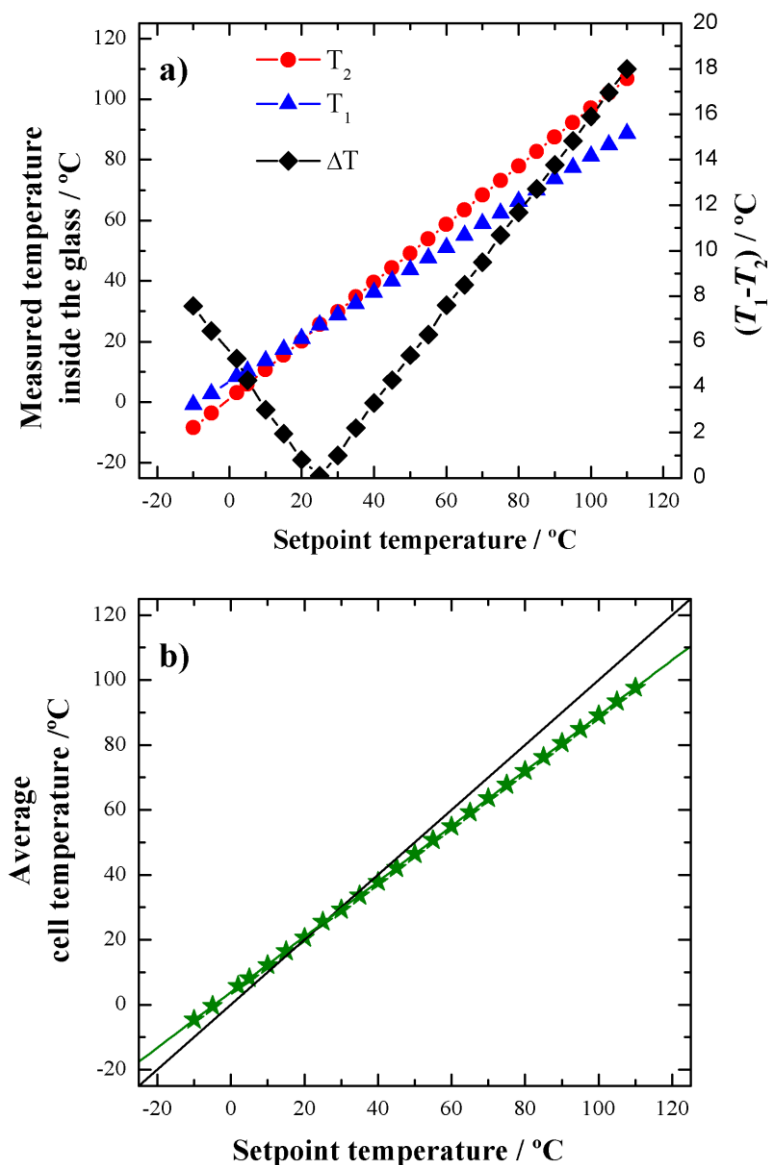 a)
T2
T1
ΔT
120
100
80
60
40
20
0
-20
20
18
16
14
12
10
8
6
4
2
0
-20 0 20 40 60 80 100 120
Measured temperature
inside the glass / ºC
(T1-T2) / ºC
Setpoint temperature / ºC
b)
120
100
80
60
40
20
0
-20
-20 0 20 40 60 80 100 120
Average
cell temperature /ºC
Setpoint temperature / ºC